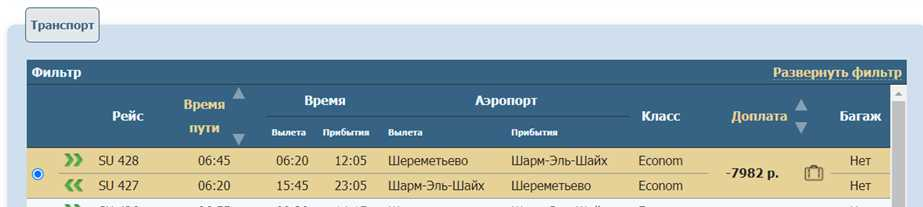 Транспорт
Фильтр Развернуть фильтр
Рейс Время пути Время Аэропорт Класс Доплата Багаж
Вылета Прибытия Вылета Прибытия
SU 428 06:45 06:20 12:05 Шереметьево Шарм-Эль-Шайх Econom -7982 р. Нет
SU 427 06:20 15:45 23:05 Шарм-Эль-Шайх Шереметьево Econom Нет